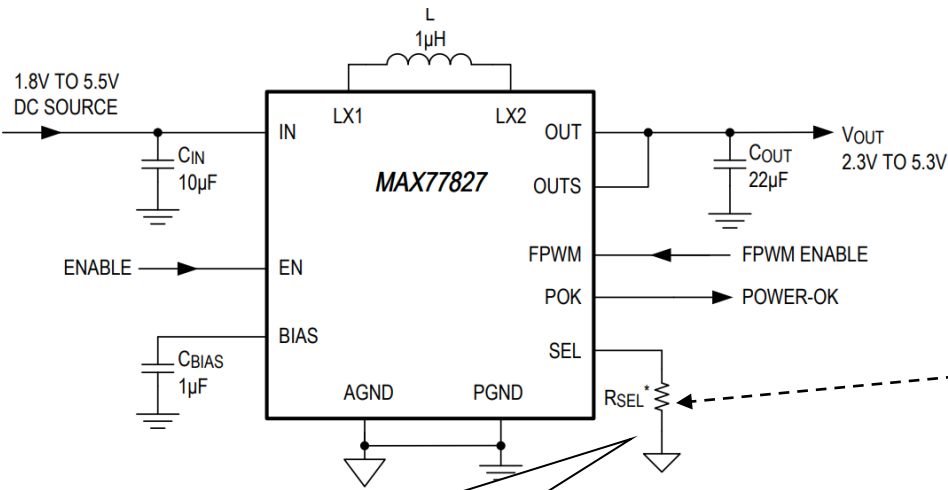 L
1µH
1.8V TO 5.5V
DC SOURCE
LX1
LX2
IN
OUT
VOUT
2.3V TO 5.3V
CIN
10µF
MAX77827
OUTS
COUT
22µF
FPWM
FPWM ENABLE
ENABLE
EN
POK
POWER-OK
BIAS
SEL
CBIAS
1µF
AGND
PGND
RSEL*